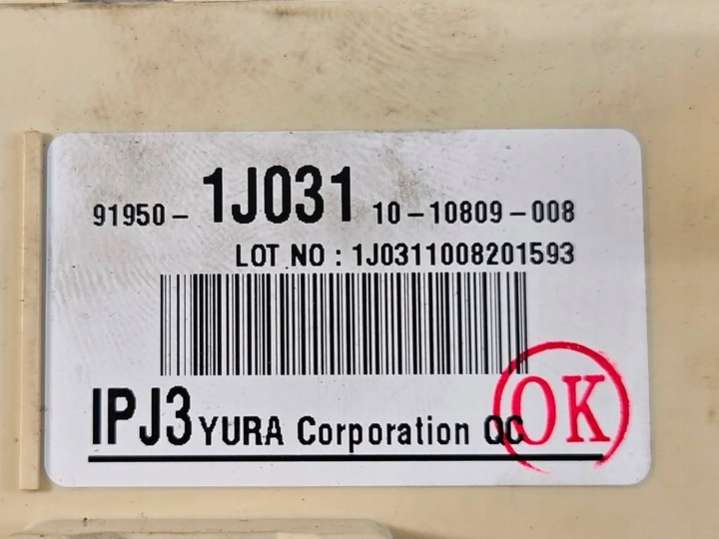 91950- 1J031 10-10809-008
LOT NO : 1J0311008201593
IPJ3 YURA Corporation QC OK